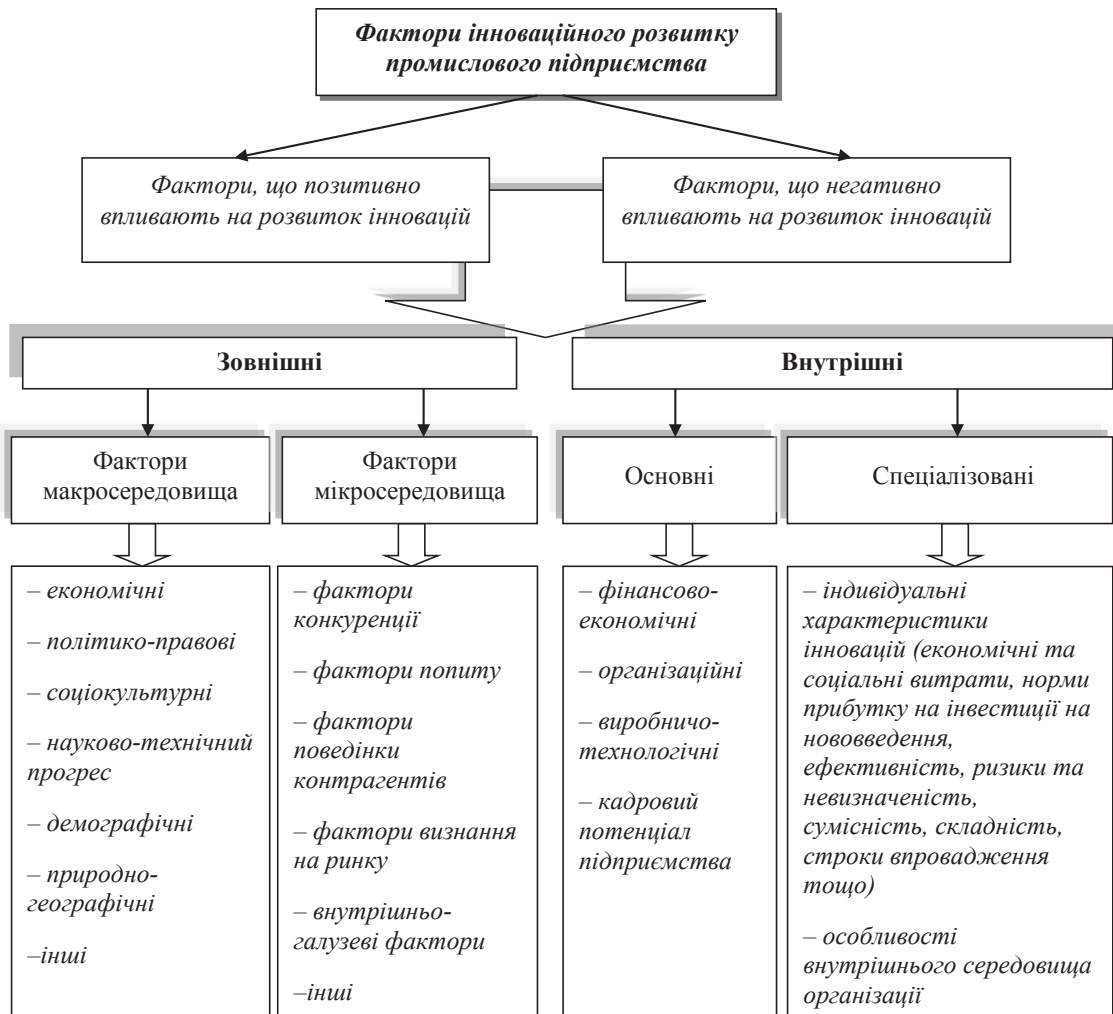 Фактори інноваційного розвитку
промислового підприємства
Фактори, що позитивно
впливають на розвиток інновацій
Фактори, що негативно
впливають на розвиток інновацій
Зовнішні
Внутрішні
Фактори
макросередовища
Фактори
мікросередовища
Основні
Спеціалізовані
– економічні
– політико-правові
– соціокультурні
– науково-технічний
прогрес
– демографічні
– природно-
географічні
–інші
– фактори
конкуренції
– фактори попиту
– фактори
поведінки
контрагентів
– фактори визнання
на ринку
– внутрішньо-
галузеві фактори
–інші
– фінансово-
економічні
– організаційні
– виробничо-
технологічні
– кадровий
потенціал
підприємства
– індивідуальні
характеристики
інновацій (економічні та
соціальні витрати, норми
прибутку на інвестиції на
нововведення,
ефективність, ризики та
невизначеність,
сумісність, складність,
строки впровадження
тощо)
– особливості
внутрішнього середовища
організації